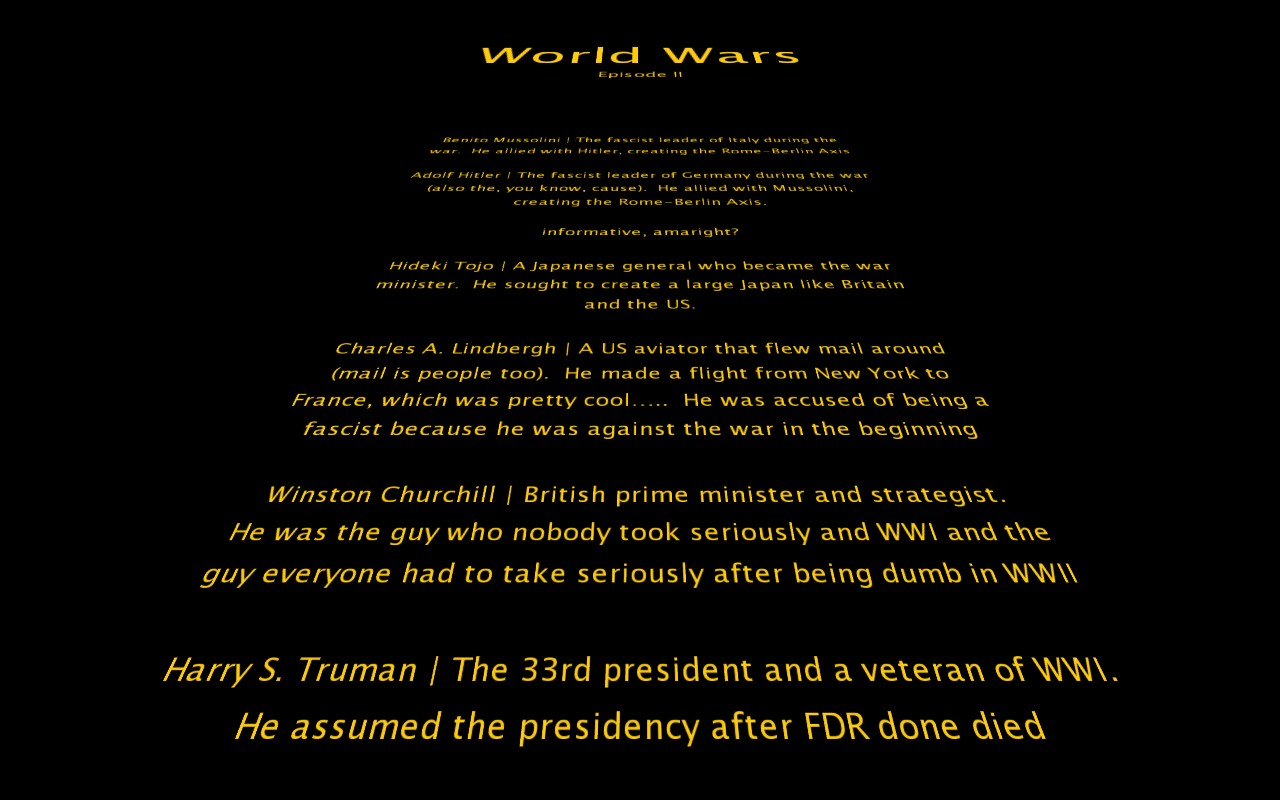 World Wars
Episode II
Benito Mussolini | The fascist leader of Italy during the
war.  He allied with Hitler, creating the Rome-Berlin Axis
Adolf Hitler | The fascist leader of Germany during the war
(also the, you know, cause).  He allied with Mussolini,
creating the Rome-Berlin Axis.
informative, amaright?
Hideki Tojo | A Japanese general who became the war
minister.  He sought to create a large Japan like Britain
and the US.
Charles A. Lindbergh | A US aviator that flew mail around
(mail is people too).  He made a flight from New York to
France, which was pretty cool.....  He was accused of being a
fascist because he was against the war in the beginning
Winston Churchill | British prime minister and strategist.
He was the guy who nobody took seriously and WWI and the
guy everyone had to take seriously after being dumb in WWII
Harry S. Truman | The 33rd president and a veteran of WWI.
He assumed the presidency after FDR done died